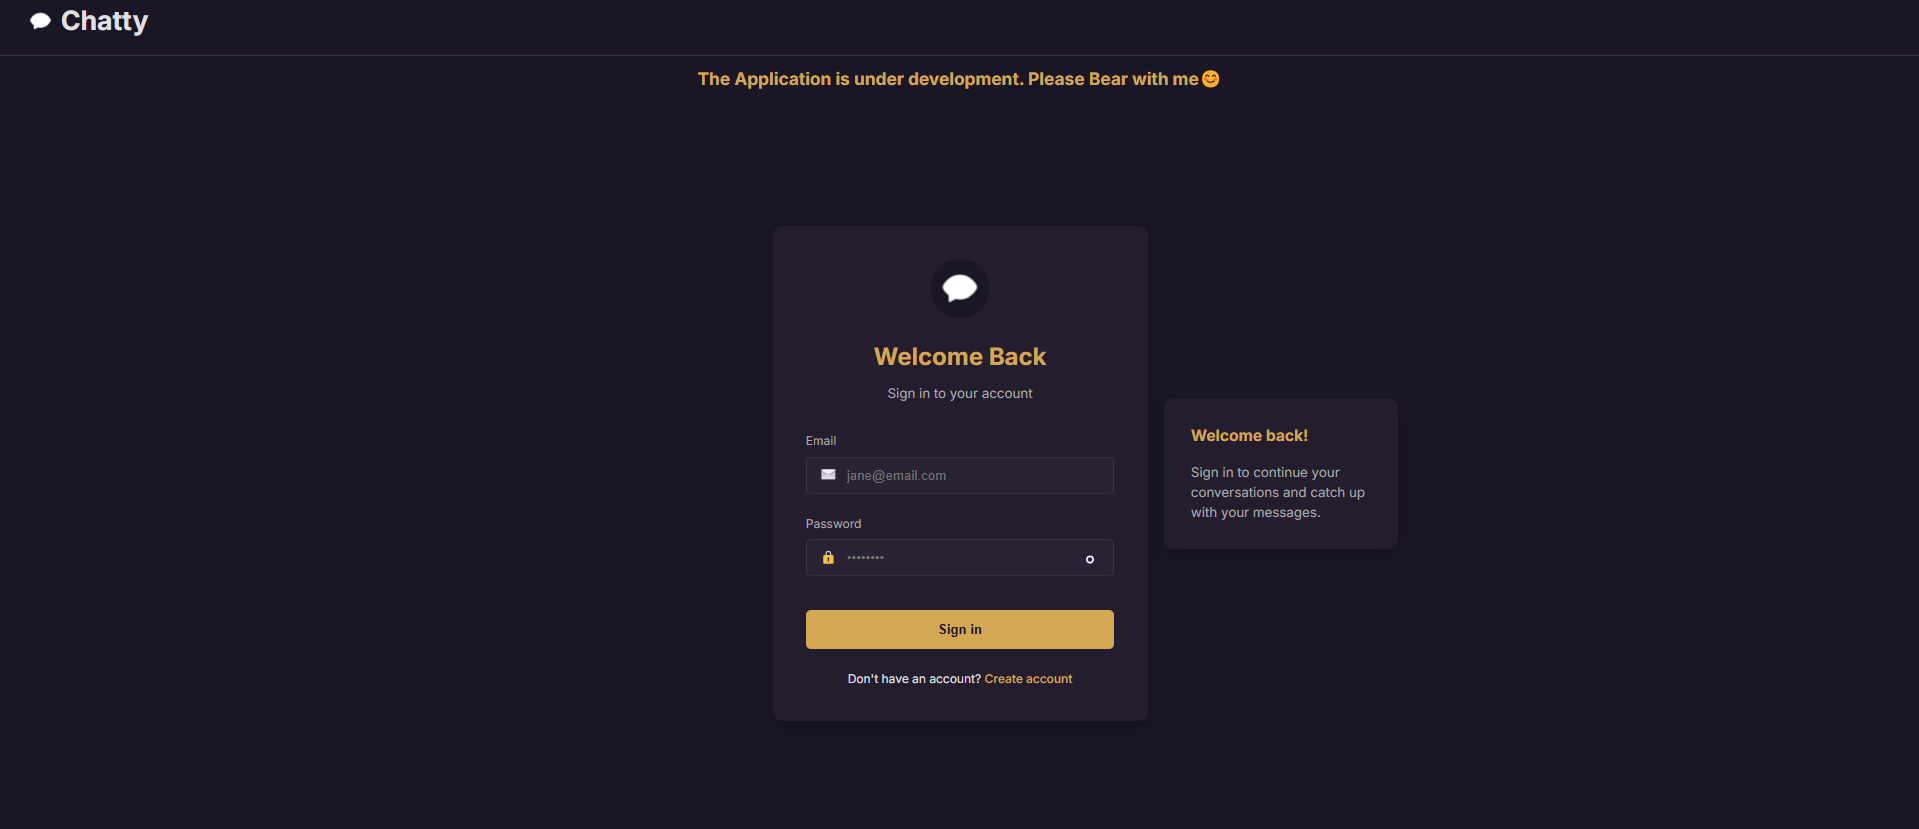 Chatty
The Application is under development. Please Bear with me😊
Welcome Back
Sign in to your account
Email
jane@email.com
Password
••••••••
Sign in
Don't have an account? Create account
Welcome back!
Sign in to continue your
conversations and catch up
with your messages.